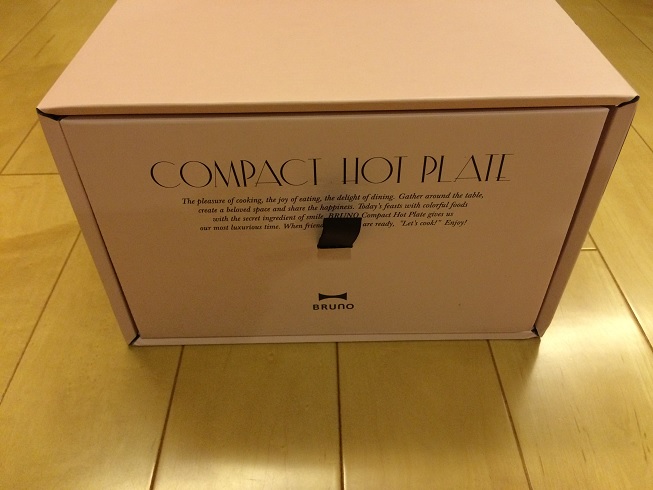 COMPACT HOT PLATE
The pleasure of cooking, the joy of eating, the delight of dining. Gather around the table,
create a beloved space and share the happiness. Today's feasts with colorful foods
with the secret ingredient of smile. BRUNO Compact Hot Plate gives us
our most luxurious time. When are ready, "Let's cook!" Enjoy!
BRUNO